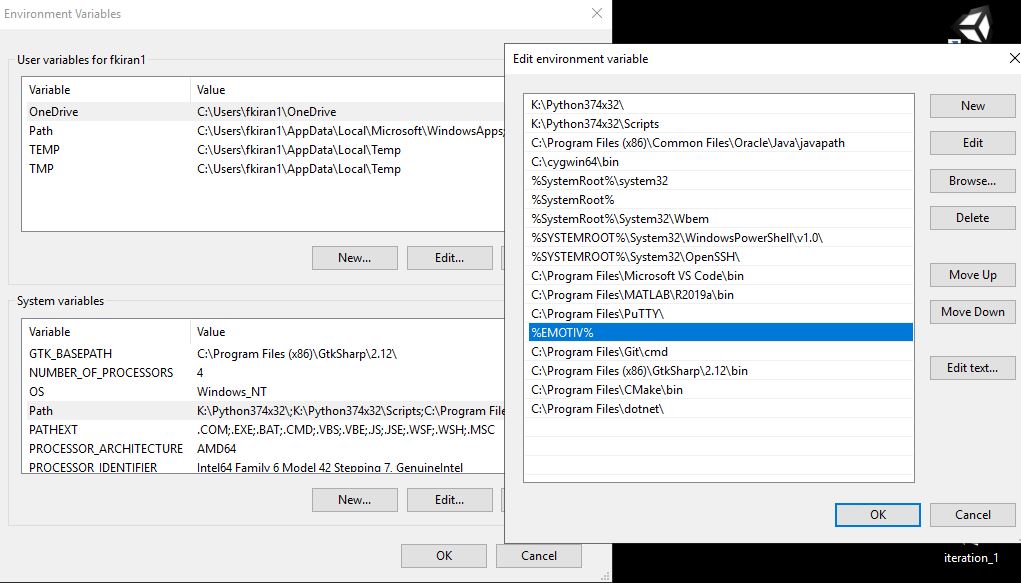 Environment Variables
User variables for fkiran1
Variable Value
OneDrive C:\Users\fkiran1\OneDrive
Path C:\Users\fkiran1\AppData\Local\Microsoft\WindowsApps;
TEMP C:\Users\fkiran1\AppData\Local\Temp
TMP C:\Users\fkiran1\AppData\Local\Temp
New... Edit...
System variables
Variable Value
GTK_BASEPATH C:\Program Files (x86)\GtkSharp\2.12\
NUMBER_OF_PROCESSORS 4
OS Windows_NT
Path K:\Python374x32\;K:\Python374x32\Scripts;C:\Program File
PATHEXT .COM;.EXE;.BAT;.CMD;.VBS;.VBE;.JS;.JSE;.WSF;.WSH;.MSC
PROCESSOR_ARCHITECTURE AMD64
PROCESSOR_IDENTIFIER Intel64 Family 6 Model 42 Stepping 7, GenuineIntel
New... Edit...
OK Cancel
Edit environment variable
K:\Python374x32\
K:\Python374x32\Scripts
C:\Program Files (x86)\Common Files\Oracle\Java\javapath
C:\cygwin64\bin
%SystemRoot%\system32
%SystemRoot%
%SystemRoot%\System32\Wbem
%SYSTEMROOT%\System32\WindowsPowerShell\v1.0\
%SYSTEMROOT%\System32\OpenSSH\
C:\Program Files\Microsoft VS Code\bin
C:\Program Files\MATLAB\R2019a\bin
C:\Program Files\PuTTY\
%EMOTIV%
C:\Program Files\Git\cmd
C:\Program Files (x86)\GtkSharp\2.12\bin
C:\Program Files\CMake\bin
C:\Program Files\dotnet\
New
Edit
Browse...
Delete
Move Up
Move Down
Edit text...
OK Cancel
iteration_1